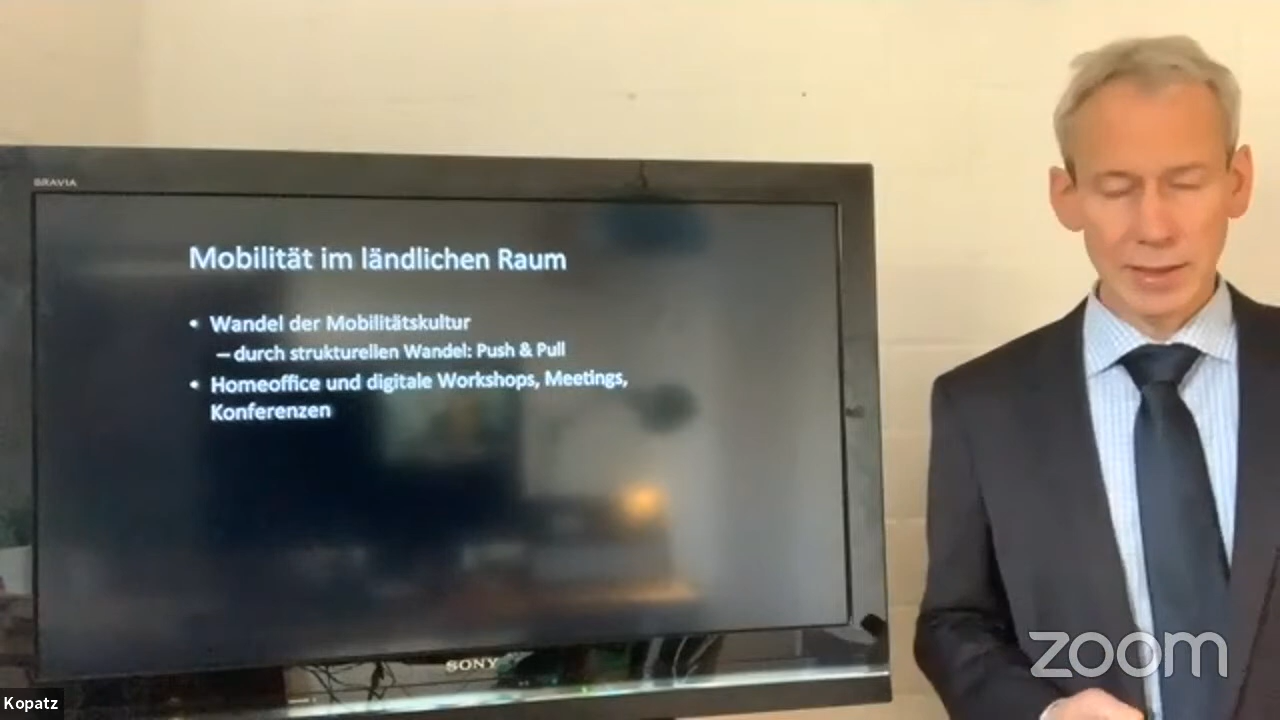 BRAVIA
Mobilität im ländlichen Raum
• Wandel der Mobilitätskultur
– durch strukturellen Wandel: Push & Pull
• Homeoffice und digitale Workshops, Meetings,
Konferenzen
SONY
zoom
Kopatz